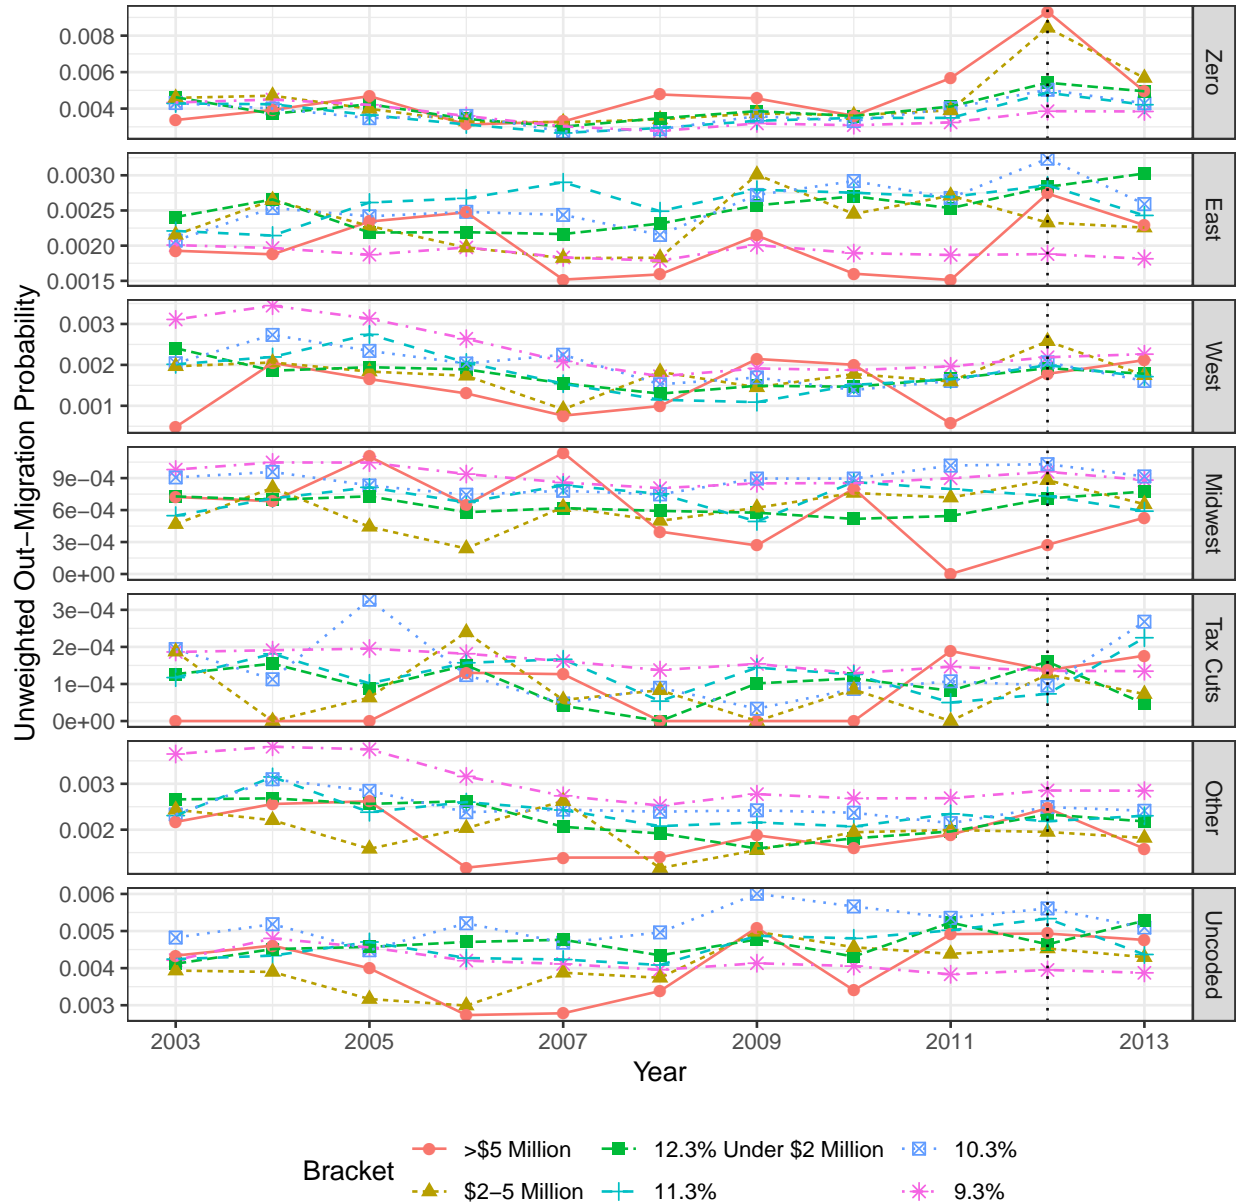 Unweighted Out−Migration Probability
0.008
0.006
0.004
Zero
0.0030
0.0025
0.0020
0.0015
East
0.003
0.002
0.001
West
9e−04
6e−04
3e−04
0e+00
Midwest
3e−04
2e−04
1e−04
0e+00
Tax Cuts
0.003
0.002
Other
0.006
0.005
0.004
0.003
Uncoded
2003 2005 2007 2009 2011 2013
Year
Bracket
>$5 Million 12.3% Under $2 Million 10.3%
$2−5 Million 11.3% 9.3%